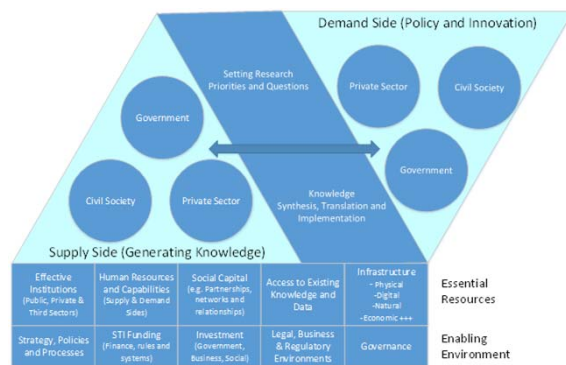 Demand Side (Policy and Innovation)
Setting Research
Priorities and Questions
Private Sector
Civil Society
Government
Government
Civil Society
Private Sector
Knowledge
Synthesis, Translation and
Implementation
Supply Side (Generating Knowledge)
Effective
Institutions
(Public, Private &
Third Sectors)
Human Resources
and Capabilities
(Supply & Demand
Sides)
Social Capital
(e.g. Partnerships,
networks and
relationships)
Access to Existing
Knowledge and
Data
Infrastructure
- Physical
-Digital
-Natural
-Economic +++
Essential
Resources
Strategy, Policies
and Processes
STI Funding
(Finance, rules and
systems)
Investment
(Government,
Business, Social)
Legal, Business
& Regulatory
Environments
Governance
Enabling
Environment